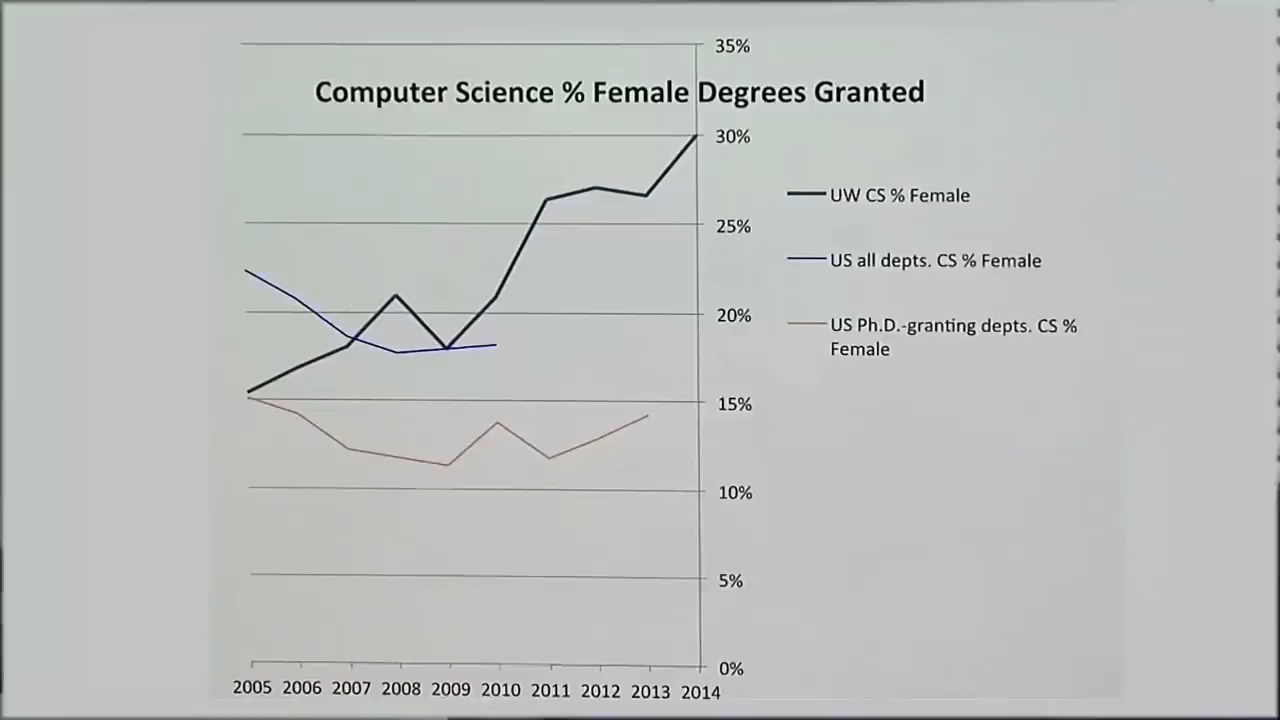 35%
Computer Science % Female Degrees Granted
30%
UW CS % Female
25%
US all depts. CS % Female
20%
US Ph.D.-granting depts. CS %
Female
15%
10%
5%
0%
2005 2006 2007 2008 2009 2010 2011 2012 2013 2014